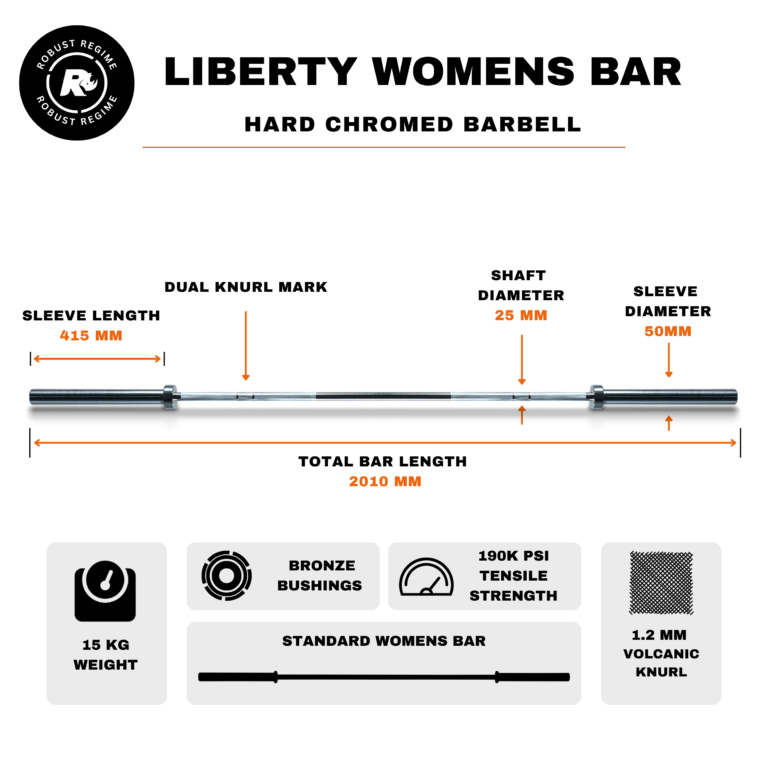 ROBUST REGIME
R
ROBUST REGIME
LIBERTY WOMENS BAR
HARD CHROMED BARBELL
SLEEVE LENGTH
415 MM
DUAL KNURL MARK
SHAFT
DIAMETER
25 MM
SLEEVE
DIAMETER
50MM
TOTAL BAR LENGTH
2010 MM
15 KG
WEIGHT
BRONZE
BUSHINGS
190K PSI
TENSILE
STRENGTH
STANDARD WOMENS BAR
1.2 MM
VOLCANIC
KNURL